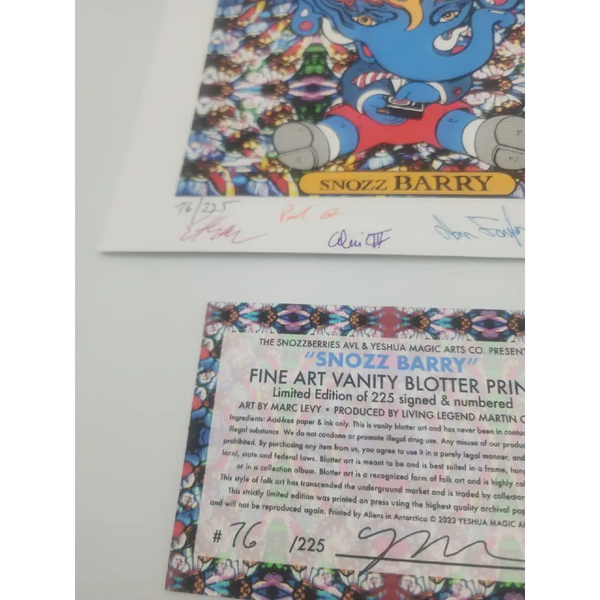 SNOZZ BARRY
76/225
THE SNOZZBERRIES AVL & YESHUA MAGIC ARTS CO. PRESENT
"SNOZZ BARRY"
FINE ART VANITY BLOTTER PRIN
Limited Edition of 225 signed & numbered
ART BY MARC LEVY • PRODUCED BY LIVING LEGEND MARTIN
Ingredients: Acid-free paper & ink only. This is vanity blotter art and has never been in contac
illegal substance. We do not condone or promote illegal drug use. Any misuse of our produc
prohibited. By purchasing any item from us, you agree to use it in a purely legal manner, and
local, state and federal laws. Blotter art is meant to be and is best suited in a frame, hung
or in a collection album. Blotter art is a recognized form of folk art and is highly col
This style of folk art has transcended the underground market and is traded by collector
This strictly limited edition was printed on press using the highest quality archival pap
and will not be reproduced again. Printed by Aliens in Antarctica © 2023 YESHUA MAGIC A
# 76 /225